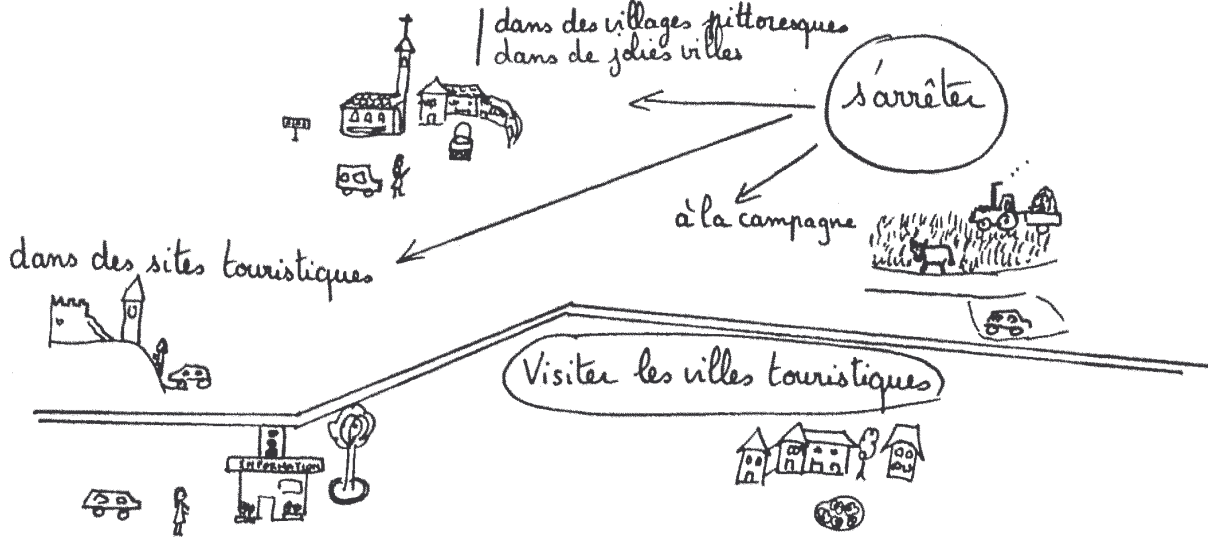 dans des villages pittoresques
dans de jolies villes
s'arrêter
à la campagne
dans des sites touristiques
Visiter les villes touristiques
INFORMATION